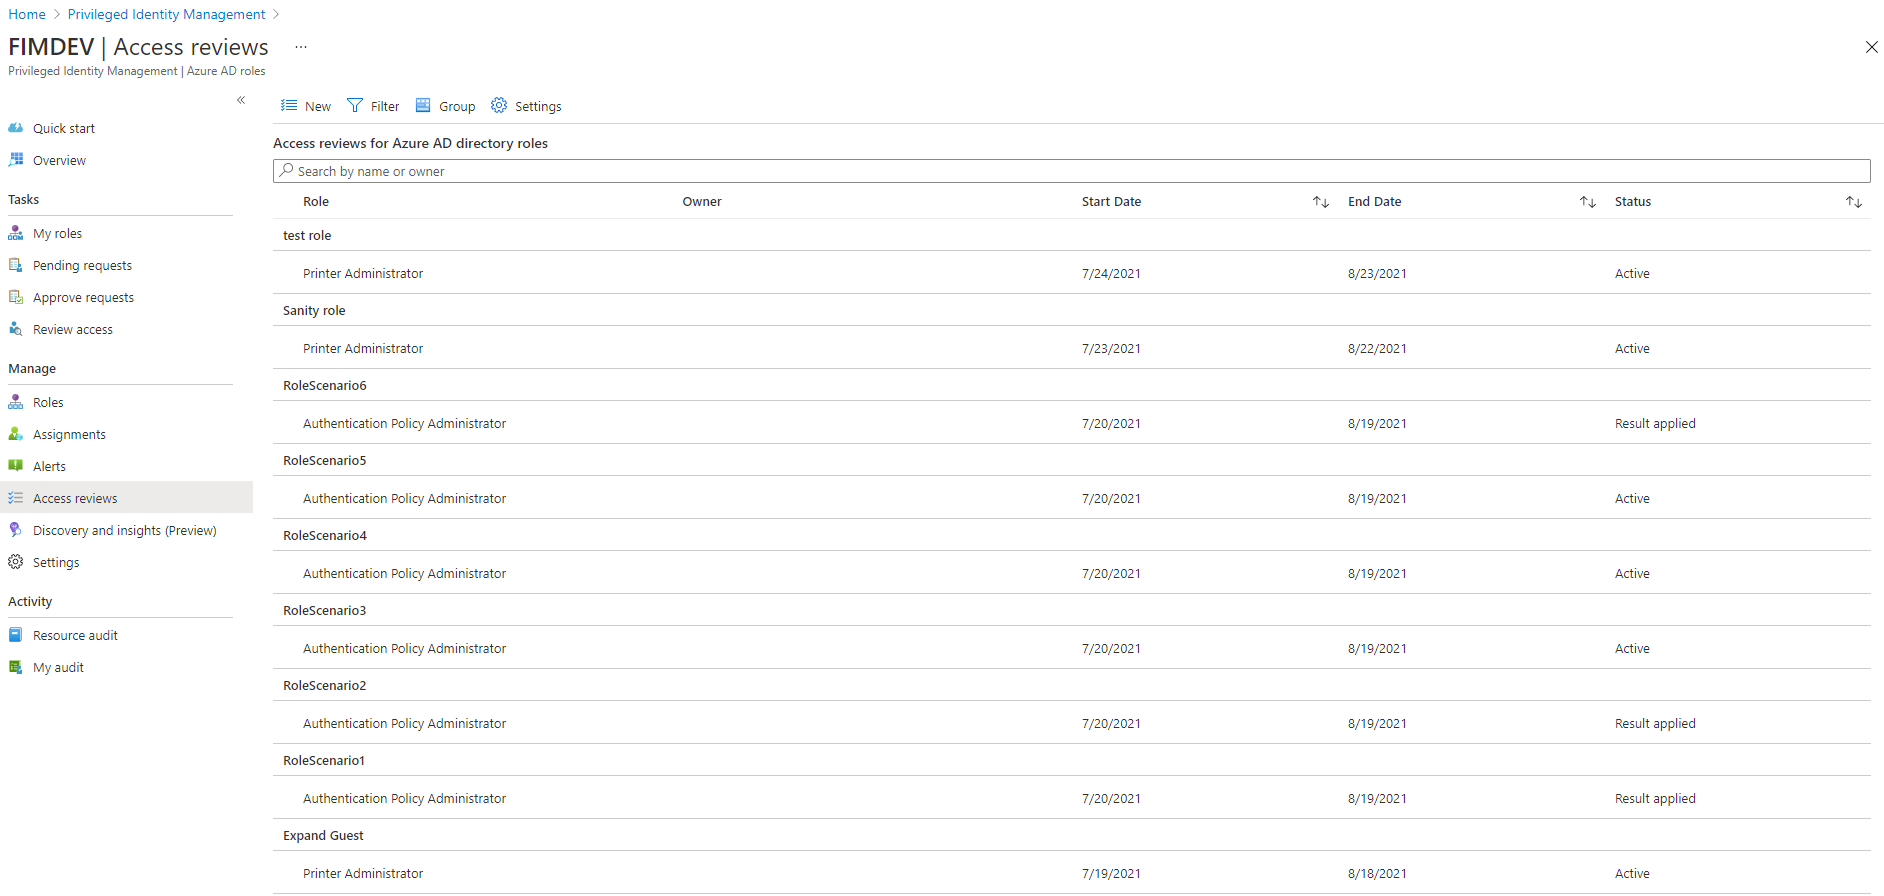 Home > Privileged Identity Management >
FIMDEV | Access reviews ...
Privileged Identity Management | Azure AD roles
«
Quick start
Overview
Tasks
My roles
Pending requests
Approve requests
Review access
Manage
Roles
Assignments
Alerts
Access reviews
Discovery and insights (Preview)
Settings
Activity
Resource audit
My audit
New Filter Group Settings
Access reviews for Azure AD directory roles
Search by name or owner
Role Owner Start Date End Date Status
test role
Printer Administrator 7/24/2021 8/23/2021 Active
Sanity role
Printer Administrator 7/23/2021 8/22/2021 Active
RoleScenario6
Authentication Policy Administrator 7/20/2021 8/19/2021 Result applied
RoleScenario5
Authentication Policy Administrator 7/20/2021 8/19/2021 Active
RoleScenario4
Authentication Policy Administrator 7/20/2021 8/19/2021 Active
RoleScenario3
Authentication Policy Administrator 7/20/2021 8/19/2021 Active
RoleScenario2
Authentication Policy Administrator 7/20/2021 8/19/2021 Result applied
RoleScenario1
Authentication Policy Administrator 7/20/2021 8/19/2021 Result applied
Expand Guest
Printer Administrator 7/19/2021 8/18/2021 Active